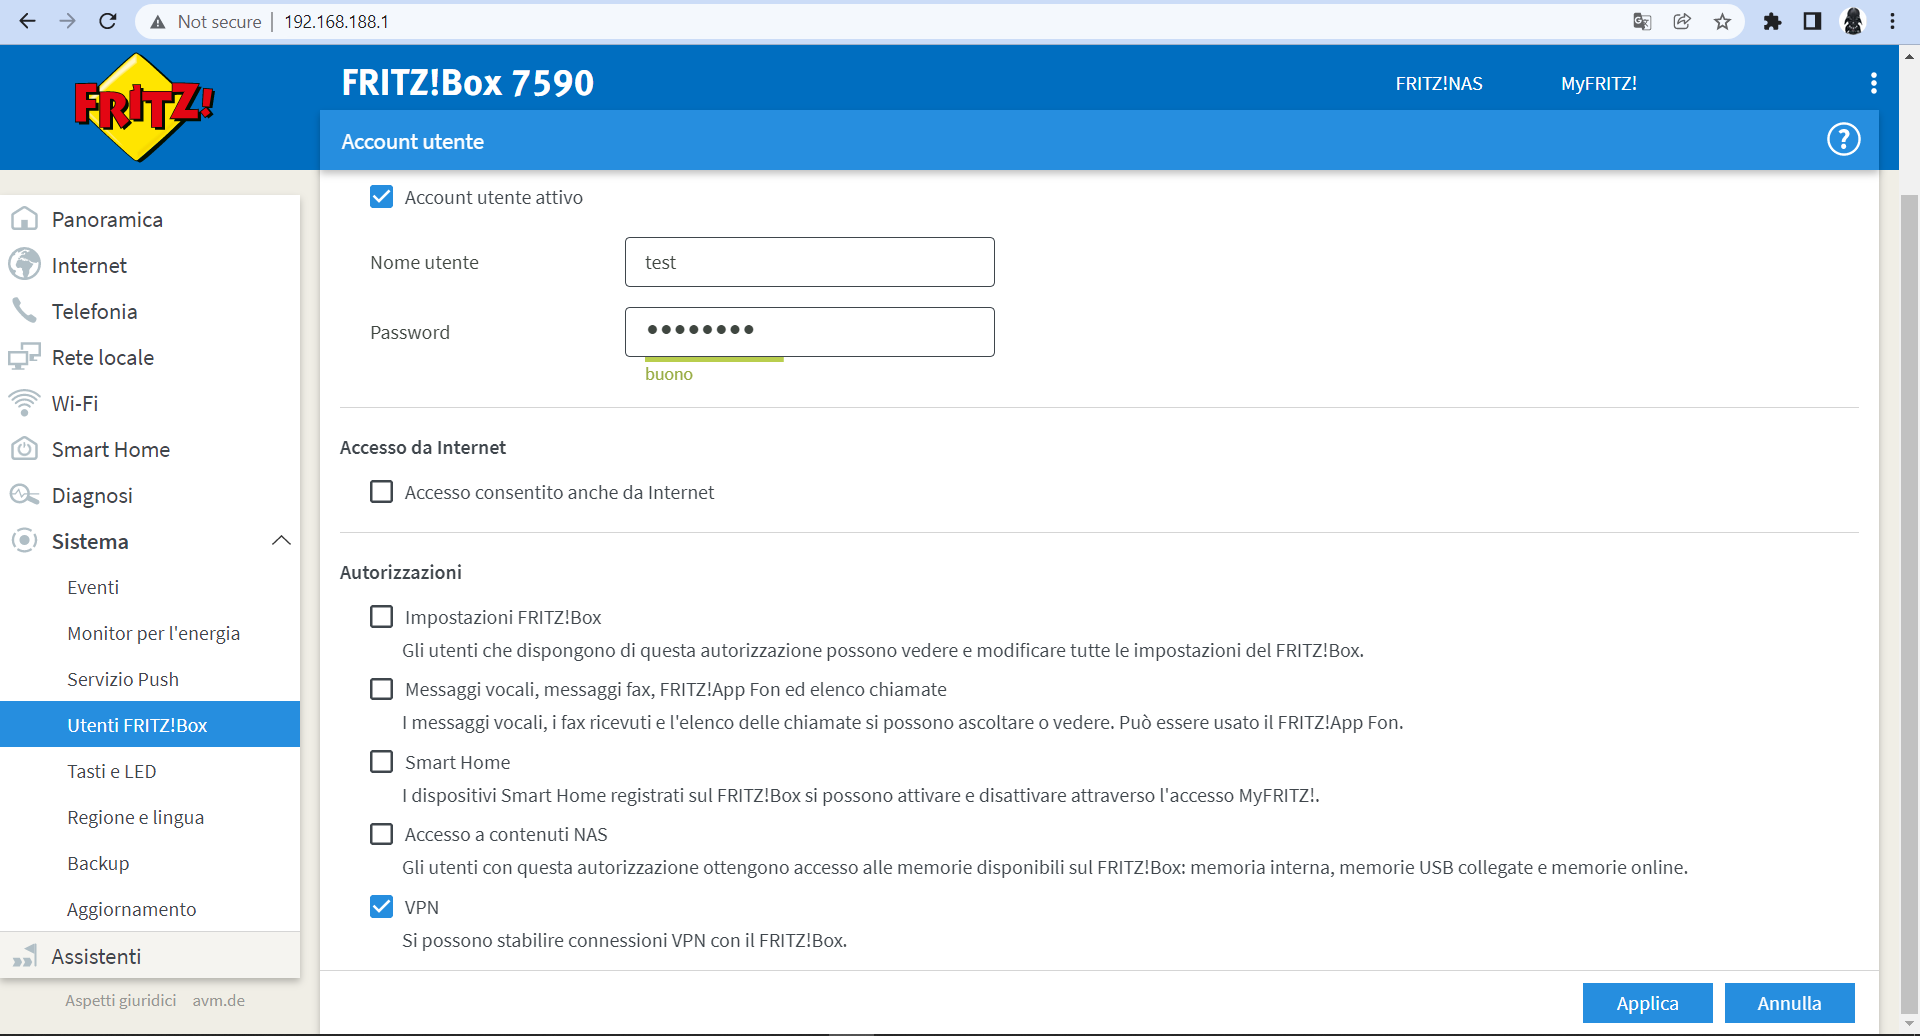 Not secure | 192.168.188.1
FRITZ!
FRITZ!Box 7590
FRITZ!NAS
MyFRITZ!
Account utente
?
Panoramica
Internet
Telefonia
Rete locale
Wi-Fi
Smart Home
Diagnosi
Sistema
Eventi
Monitor per l'energia
Servizio Push
Utenti FRITZ!Box
Tasti e LED
Regione e lingua
Backup
Aggiornamento
Assistenti
Aspetti giuridici avm.de
Account utente attivo
Nome utente test
Password ••••••••
buono
Accesso da Internet
Accesso consentito anche da Internet
Autorizzazioni
Impostazioni FRITZ!Box
Gli utenti che dispongono di questa autorizzazione possono vedere e modificare tutte le impostazioni del FRITZ!Box.
Messaggi vocali, messaggi fax, FRITZ!App Fon ed elenco chiamate
I messaggi vocali, i fax ricevuti e l'elenco delle chiamate si possono ascoltare o vedere. Può essere usato il FRITZ!App Fon.
Smart Home
I dispositivi Smart Home registrati sul FRITZ!Box si possono attivare e disattivare attraverso l'accesso MyFRITZ!.
Accesso a contenuti NAS
Gli utenti con questa autorizzazione ottengono accesso alle memorie disponibili sul FRITZ!Box: memoria interna, memorie USB collegate e memorie online.
VPN
Si possono stabilire connessioni VPN con il FRITZ!Box.
Applica
Annulla